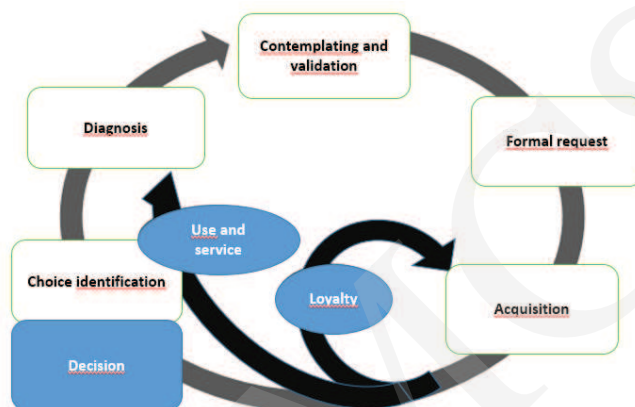 Contemplating and
validation
Diagnosis
Formal request
Use and
service
Choice identification
Loyalty
Acquisition
Decision